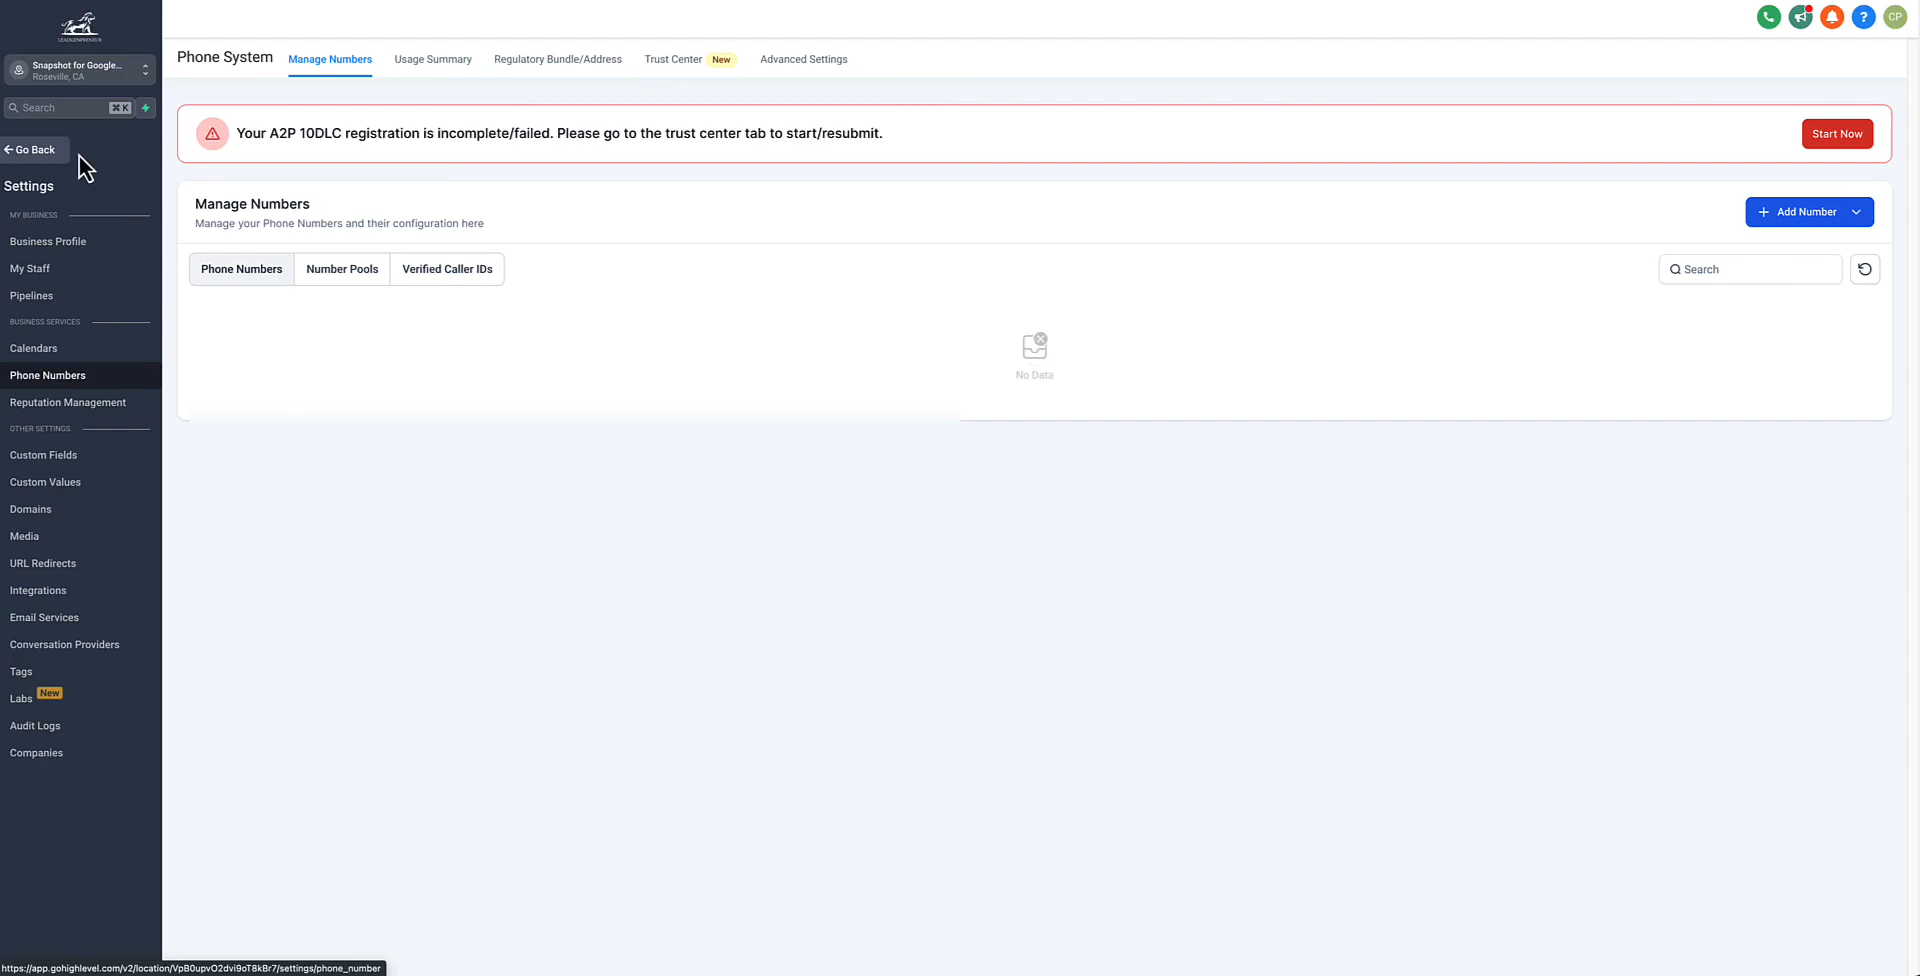 LEADGENPRENEUR
Snapshot for Google...
Roseville, CA
Search ⌘ K
Go Back
Settings
MY BUSINESS
Business Profile
My Staff
Pipelines
BUSINESS SERVICES
Calendars
Phone Numbers
Reputation Management
OTHER SETTINGS
Custom Fields
Custom Values
Domains
Media
URL Redirects
Integrations
Email Services
Conversation Providers
Tags
Labs New
Audit Logs
Companies
https://app.gohighlevel.com/v2/location/VpB0upvO2dvi9oT8kBr7/settings/phone_number
? CP
Phone System Manage Numbers Usage Summary Regulatory Bundle/Address Trust Center New Advanced Settings
Your A2P 10DLC registration is incomplete/failed. Please go to the trust center tab to start/resubmit. Start Now
Manage Numbers
Manage your Phone Numbers and their configuration here
+ Add Number
Phone Numbers Number Pools Verified Caller IDs Search
No Data